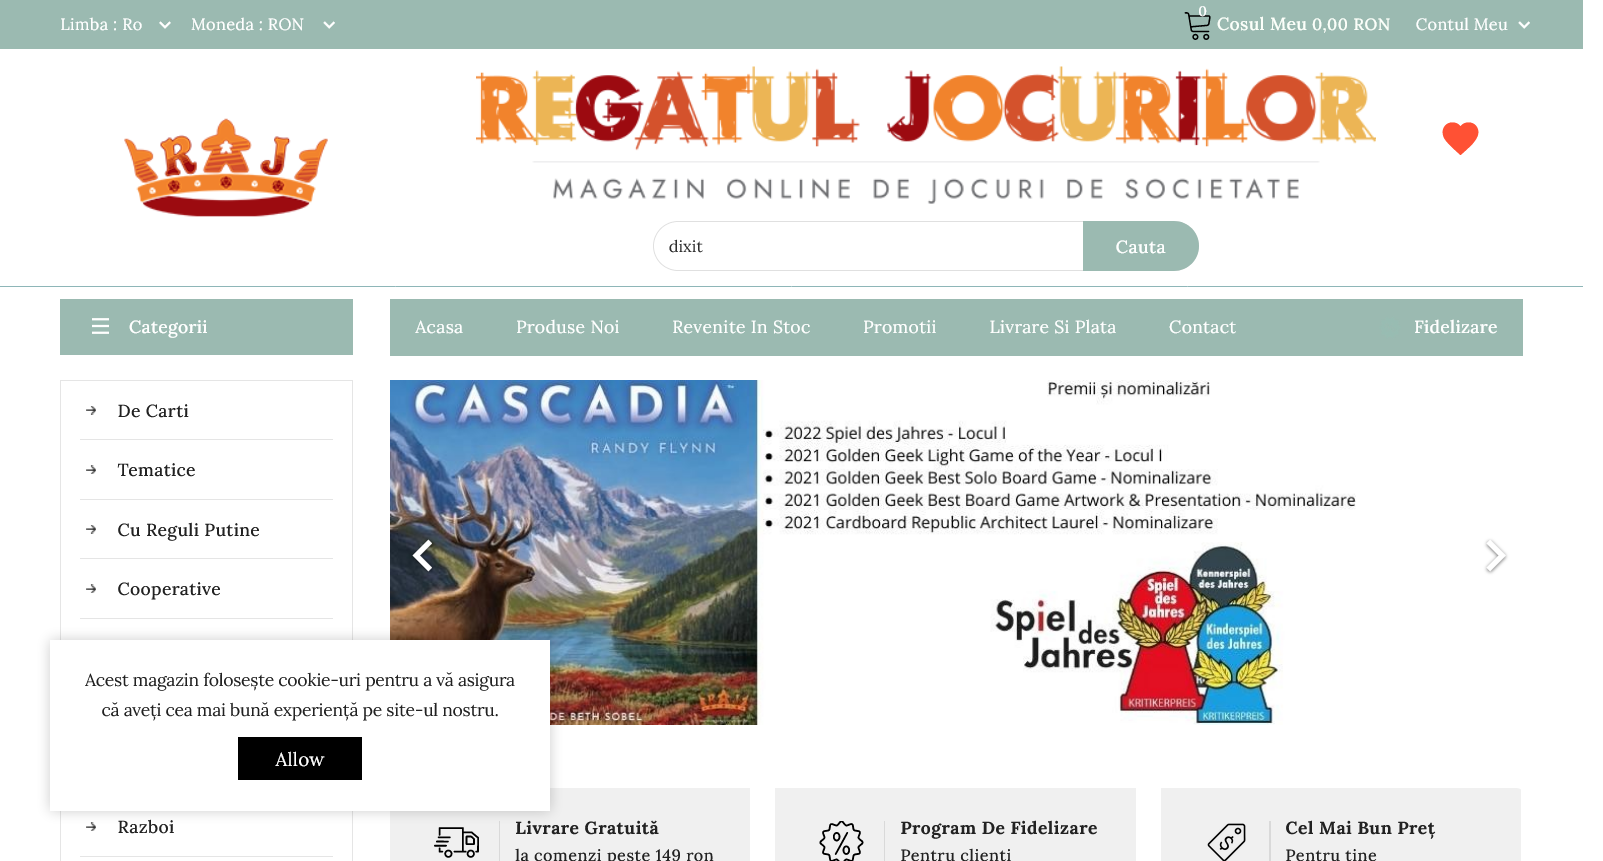 Limba : Ro
Moneda : RON
0
Cosul Meu 0,00 RON
Contul Meu
RAJ
REGATUL JOCURILOR
MAGAZIN ONLINE DE JOCURI DE SOCIETATE
dixit
Cauta
Categorii
Acasa
Produse Noi
Revenite In Stoc
Promotii
Livrare Si Plata
Contact
Fidelizare
De Carti
Tematice
Cu Reguli Putine
Cooperative
Razboi
CASCADIA
RANDY FLYNN
DE BETH SOBEL
Premii și nominalizări
2022 Spiel des Jahres - Locul I
2021 Golden Geek Light Game of the Year - Locul I
2021 Golden Geek Best Solo Board Game - Nominalizare
2021 Golden Geek Best Board Game Artwork & Presentation - Nominalizare
2021 Cardboard Republic Architect Laurel - Nominalizare
Spiel des Jahres
Spiel
des
Jahres
KRITIKERPREIS
Kennerspiel
des Jahres
Kinderspiel
des Jahres
KRITIKERPREIS
Acest magazin folosește cookie-uri pentru a vă asigura
că aveți cea mai bună experiență pe site-ul nostru.
Allow
Livrare Gratuită
la comenzi peste 149 ron
Program De Fidelizare
Pentru clienti
Cel Mai Bun Preț
Pentru tine